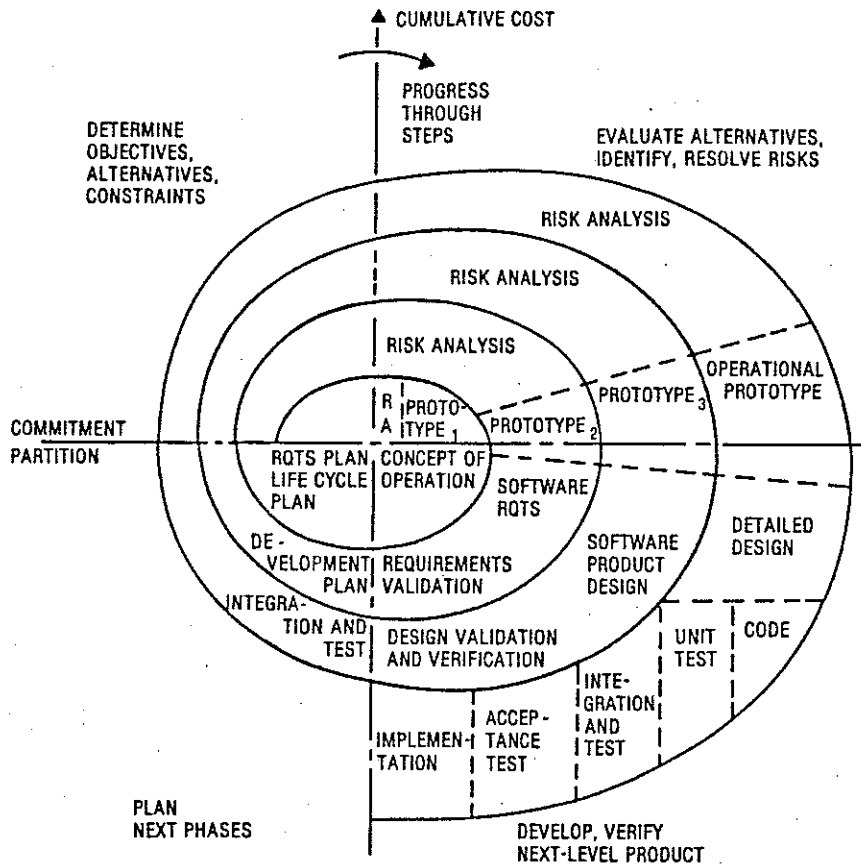 CUMULATIVE COST
PROGRESS
THROUGH
STEPS
DETERMINE
OBJECTIVES,
ALTERNATIVES,
CONSTRAINTS
EVALUATE ALTERNATIVES,
IDENTIFY, RESOLVE RISKS
RISK ANALYSIS
RISK ANALYSIS
RISK ANALYSIS
R
A
PROTO-
TYPE 1
PROTOTYPE 2
PROTOTYPE 3
OPERATIONAL
PROTOTYPE
COMMITMENT
PARTITION
RQTS PLAN
LIFE CYCLE
PLAN
CONCEPT OF
OPERATION
SOFTWARE
RQTS
DE-
VELOPMENT
PLAN
REQUIREMENTS
VALIDATION
SOFTWARE
PRODUCT
DESIGN
DETAILED
DESIGN
INTEGRA-
TION AND
TEST
DESIGN VALIDATION
AND VERIFICATION
UNIT
TEST
CODE
INTE-
GRATION
AND
TEST
ACCEP-
TANCE
TEST
IMPLEMEN-
TATION
PLAN
NEXT PHASES
DEVELOP, VERIFY
NEXT-LEVEL PRODUCT